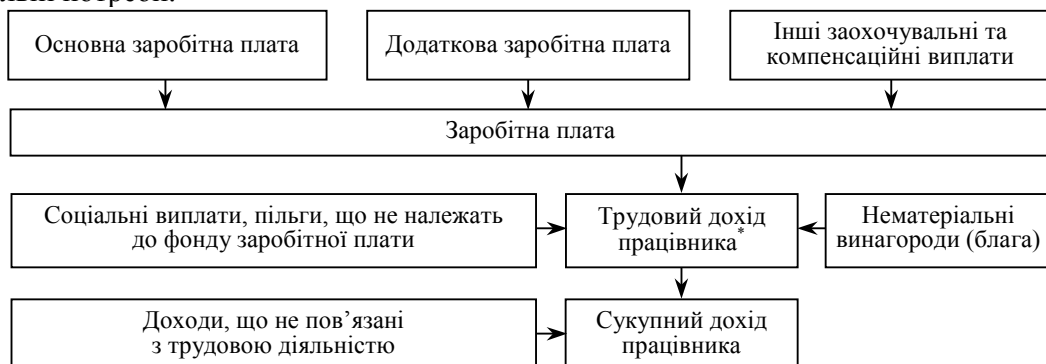 Основна заробітна плата
Додаткова заробітна плата
Інші заохочувальні та
компенсаційні виплати
Заробітна плата
Соціальні виплати, пільги, що не належать
до фонду заробітної плати
Трудовий дохід
працівника*
Нематеріальні
винагороди (блага)
Доходи, що не пов’язані
з трудовою діяльністю
Сукупний дохід
працівника